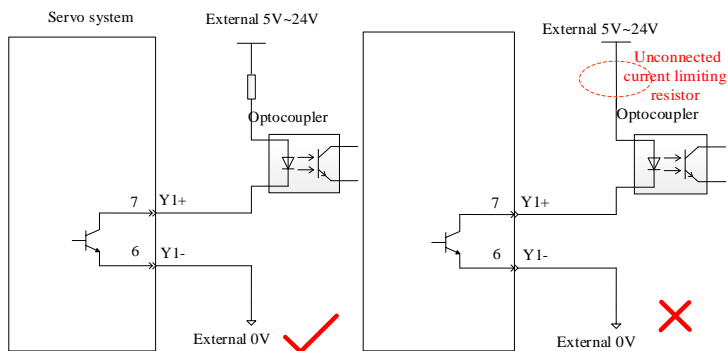 Servo system
External 5V~24V
Optocoupler
7
Y1+
6
Y1-
External 0V
External 5V~24V
Unconnected
current limiting
resistor
Optocoupler
7
Y1+
6
Y1-
External 0V